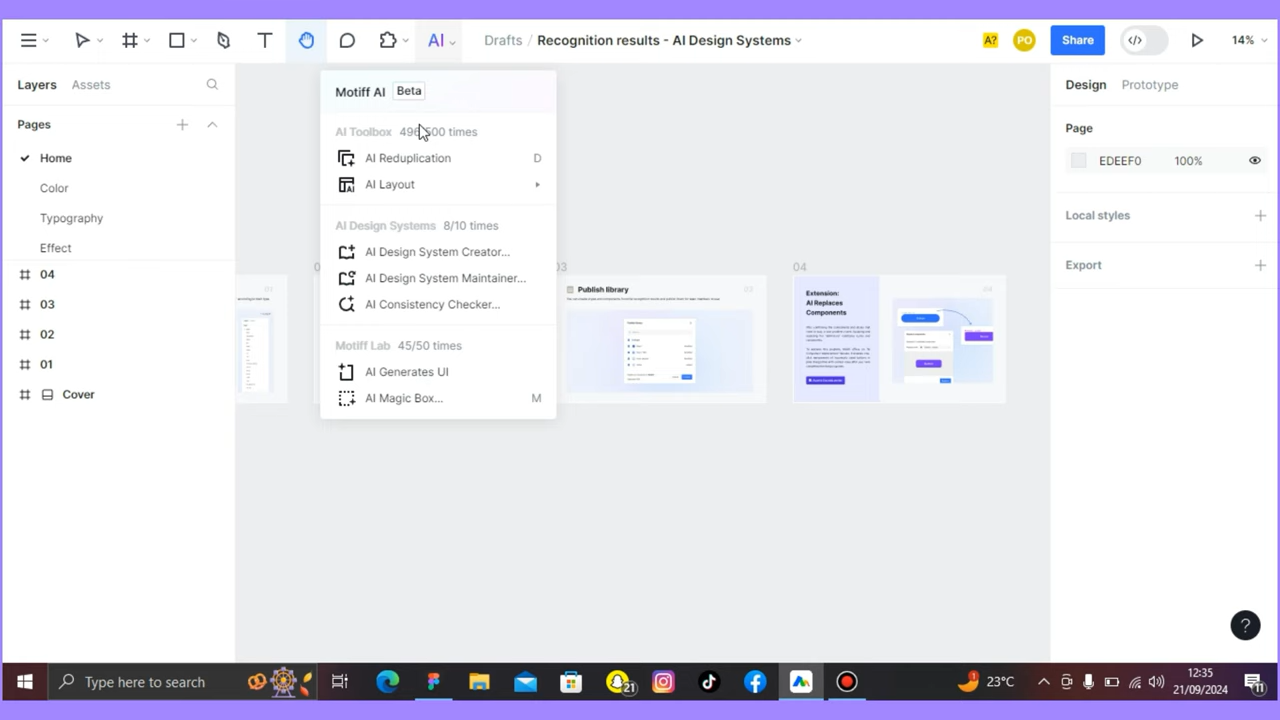 AI
Drafts / Recognition results - AI Design Systems
A?
PO
Share
</>
14%
Layers
Assets
Pages
Home
Color
Typography
Effect
04
03
02
01
Cover
Motiff AI
Beta
AI Toolbox
times
AI Reduplication
D
AI Layout
AI Design Systems 8/10 times
AI Design System Creator...
AI Design System Maintainer...
AI Consistency Checker...
Motiff Lab 45/50 times
AI Generates UI
AI Magic Box...
M
03
Publish library
04
Extension:
AI Replaces
Components
Design
Prototype
Page
EDEEF0
100%
Local styles
Export
?
Type here to search
21
23°C
12:35
21/09/2024
11